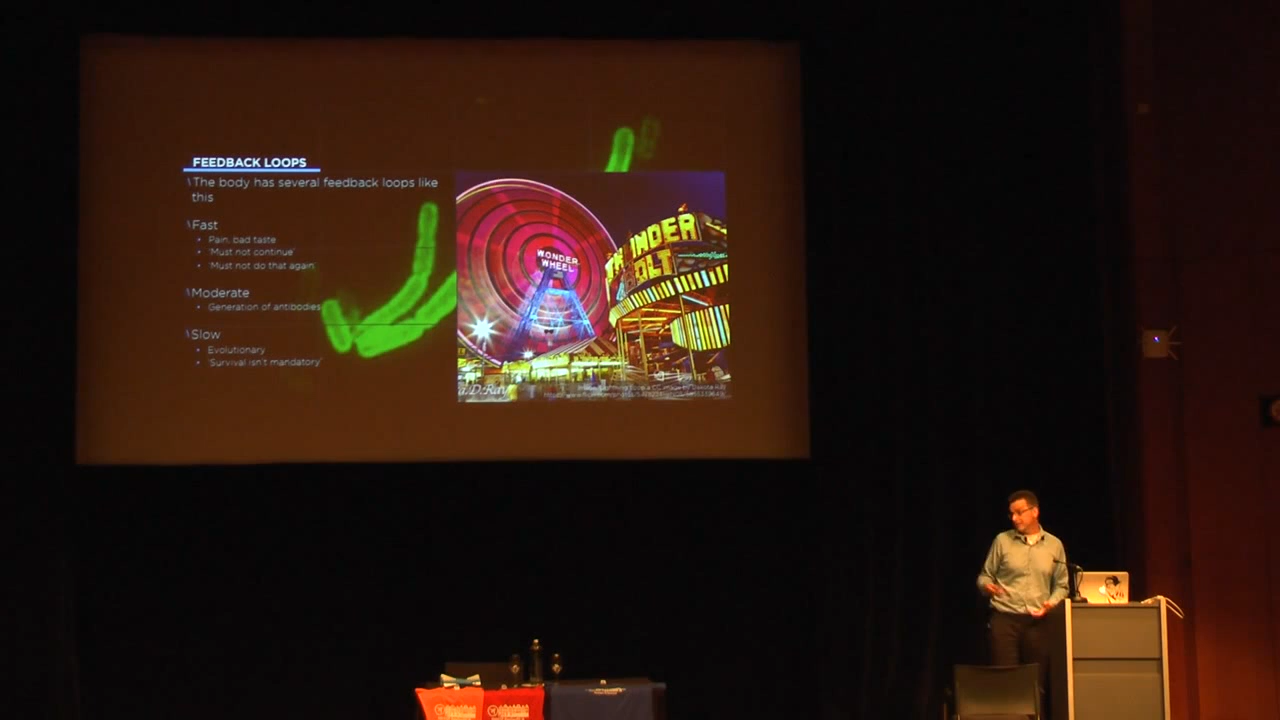 FEEDBACK LOOPS
The body has several feedback loops like
this
Fast
• Pain, bad taste
• 'Must not continue'
• 'Must not do that again'
Moderate
• Generation of antibodies
Slow
• Evolutionary
• 'Survival isn't mandatory'
WONDER
WHEEL
THUNDER
BOLT